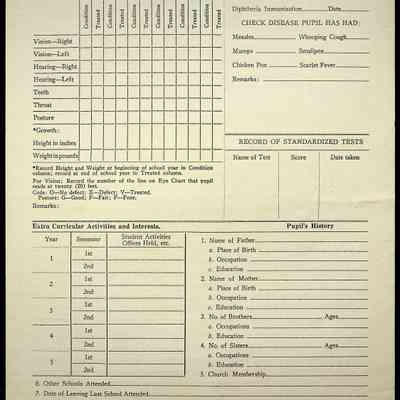 Condition Treated Condition Treated Condition Treated Condition Treated Condition Treated Condition Treated
Diphtheria Immunization Date
CHECK DISEASE PUPIL HAS HAD:
Vision—Right
Measles Whooping Cough
Vision—Left
Mumps Smallpox
Hearing—Right
Chicken Pox Scarlet Fever
Hearing—Left
Remarks:
Teeth
Throat
Posture
*Growth:
Height in inches
RECORD OF STANDARDIZED TESTS
Weight in pounds
Name of Test Score Date taken
*Record Height and Weight at beginning of school year in Condition
column; record at end of school year in Treated column.
For Vision; Record the number of the line on Eye Chart that pupil
reads at twenty (20) feet.
Code: O—No defect; X—Defect; V—Treated.
Posture: G—Good; F—Fair; P—Poor.
Remarks:
Extra Curricular Activities and Interests.
Pupil's History
Year Semester Student Activities
Offices Held, etc.
1 1st
2nd
2 1st
2nd
3 1st
2nd
4 1st
2nd
5 1st
2nd
1. Name of Father
a. Place of Birth
b. Occupation
c. Education
2. Name of Mother
a. Place of Birth
b. Occupation
c. Education
3. No. of Brothers Ages
a. Occupations
b. Education
4. No. of Sisters Ages
a. Occupations
b. Education
5. Church Membership
6. Other Schools Attended
7. Date of Leaving Last School Attended